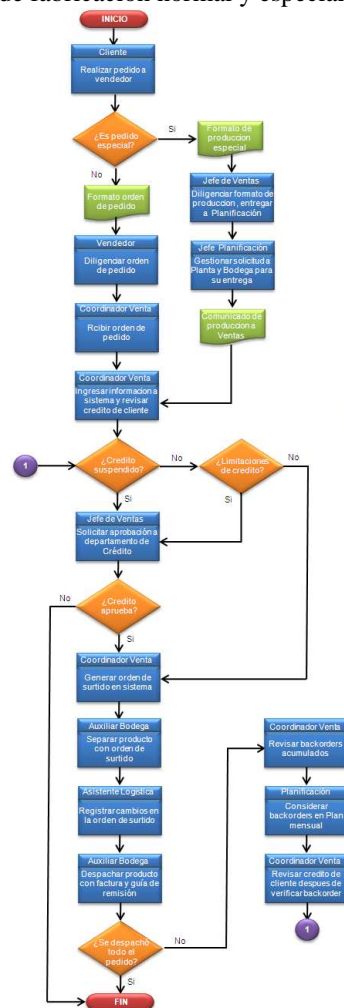 de fabricación normal y especial
INICIO
Cliente
Realizar pedido a
vendedor
¿Es pedido
especial?
Si
No
Formato de
produccion
especial
Formato orden
de pedido
Jefe de Ventas
Diligenciar formato de
produccion, entregar
a Planificación
Vendedor
Diligenciar orden
de pedido
Jefe Planificación
Gestionar solicitud a
Planta y Bodega para
su entrega
Coordinador Venta
Rcibir orden de
pedido
Comunicado de
produccion a
Ventas
Coordinador Venta
Ingresar informacion a
sistema y revisar
credito de cliente
1
¿Credito
suspendido?
No
¿Limitaciones
de credito?
No
Si
Si
Jefe de Ventas
Solicitar aprobación a
departamento de
Crédito
No
¿Credito
aprueba?
Si
Coordinador Venta
Generar orden de
surtido en sistema
Auxiliar Bodega
Separar producto
con orden de
surtido
Coordinador Venta
Revisar backorders
acumulados
Asistente Logistica
Registrar cambios en
la orden de surtido
Planificación
Considerar
backorders en Plan
mensual
Auxiliar Bodega
Despachar producto
con factura y guía de
remisión
Coordinador Venta
Revisar credito de
cliente despues de
verificar backorder
1
¿Se despachó
todo el
pedido?
No
Si
FIN